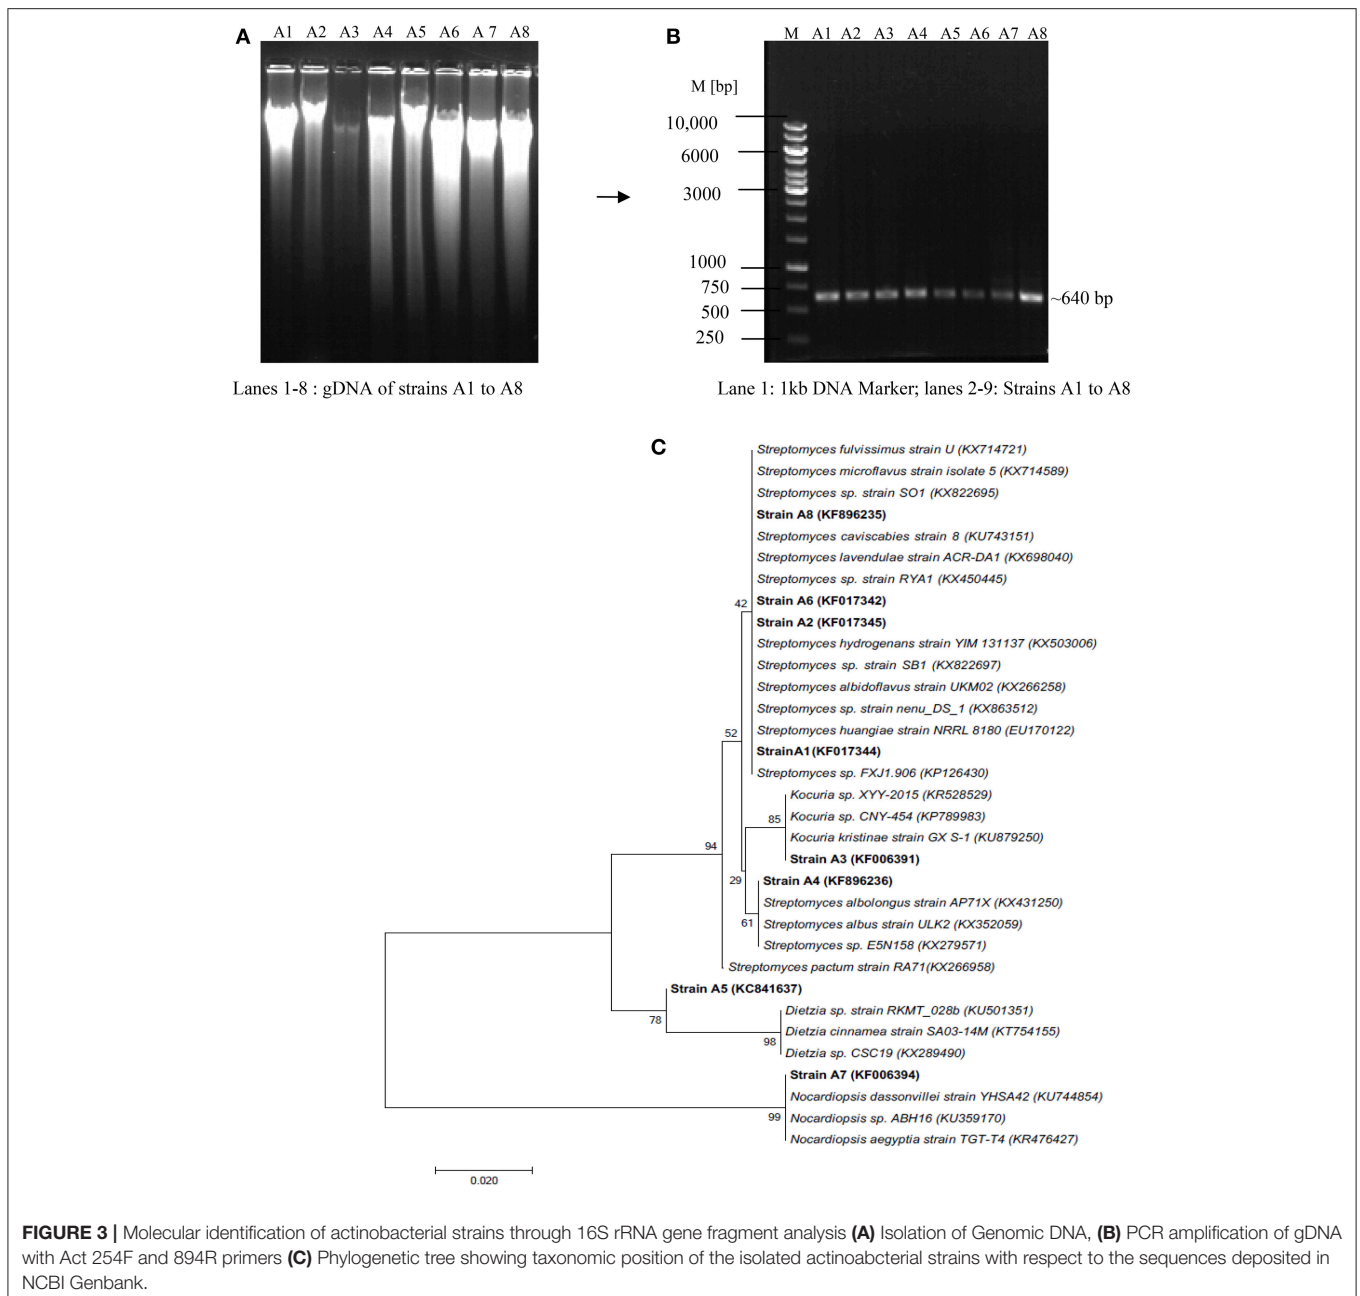 A
A1 A2 A3 A4 A5 A6 A 7 A8
Lanes 1-8 : gDNA of strains A1 to A8
B
M A1 A2 A3 A4 A5 A6 A7 A8
M [bp]
10,000
6000
3000
1000
750
500
250
~640 bp
Lane 1: 1kb DNA Marker; lanes 2-9: Strains A1 to A8
C
Streptomyces fulvissimus strain U (KX714721)
Streptomyces microflavus strain isolate 5 (KX714589)
Streptomyces sp. strain SO1 (KX822695)
Strain A8 (KF896235)
Streptomyces caviscabies strain 8 (KU743151)
Streptomyces lavendulae strain ACR-DA1 (KX698040)
Streptomyces sp. strain RYA1 (KX450445)
42
Strain A6 (KF017342)
Strain A2 (KF017345)
Streptomyces hydrogenans strain YIM 131137 (KX503006)
Streptomyces sp. strain SB1 (KX822697)
Streptomyces albidoflavus strain UKM02 (KX266258)
Streptomyces sp. strain nenu_DS_1 (KX863512)
52
Streptomyces huangiae strain NRRL 8180 (EU170122)
StrainA1 (KF017344)
Streptomyces sp. FXJ1.906 (KP126430)
Kocuria sp. XYY-2015 (KR528529)
85
Kocuria sp. CNY-454 (KP789983)
Kocuria kristinae strain GX S-1 (KU879250)
94
Strain A3 (KF006391)
29
Strain A4 (KF896236)
Streptomyces albolongus strain AP71X (KX431250)
61
Streptomyces albus strain ULK2 (KX352059)
Streptomyces sp. E5N158 (KX279571)
Streptomyces pactum strain RA71(KX266958)
Strain A5 (KC841637)
Dietzia sp. strain RKMT_028b (KU501351)
78
Dietzia cinnamea strain SA03-14M (KT754155)
98
Dietzia sp. CSC19 (KX289490)
Strain A7 (KF006394)
Nocardiopsis dassonvillei strain YHSA42 (KU744854)
99
Nocardiopsis sp. ABH16 (KU359170)
Nocardiopsis aegyptia strain TGT-T4 (KR476427)
0.020
FIGURE 3 | Molecular identification of actinobacterial strains through 16S rRNA gene fragment analysis (A) Isolation of Genomic DNA, (B) PCR amplification of gDNA
with Act 254F and 894R primers (C) Phylogenetic tree showing taxonomic position of the isolated actinoabcterial strains with respect to the sequences deposited in
NCBI Genbank.